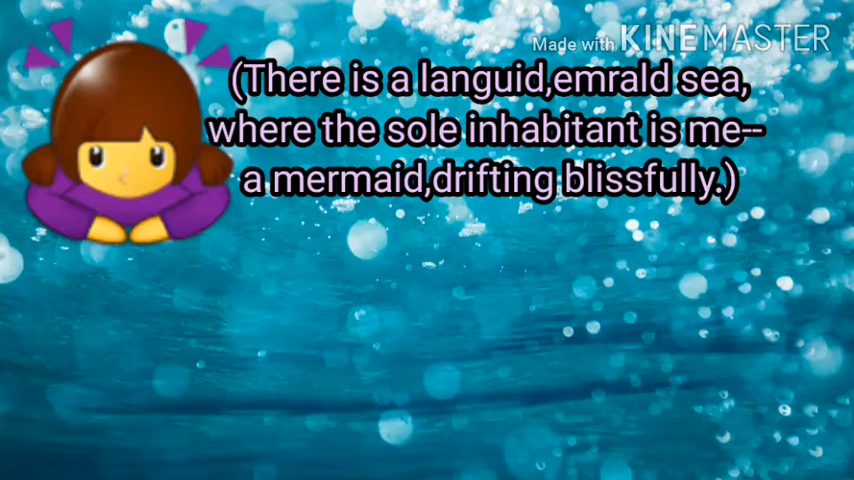 Made with KINEMASTER
(There is a languid,emrald sea,
where the sole inhabitant is me--
a mermaid,drifting blissfully.)